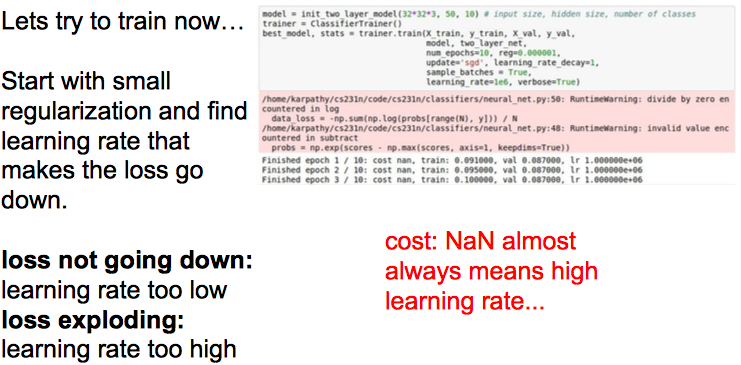 Lets try to train now…
Start with small
regularization and find
learning rate that
makes the loss go
down.
loss not going down:
learning rate too low
loss exploding:
learning rate too high
model = init_two_layer_model(32*32*3, 50, 10) # input size, hidden size, number of classes
trainer = ClassifierTrainer()
best_model, stats = trainer.train(X_train, y_train, X_val, y_val,
model, two_layer_net,
num_epochs=10, reg=0.000001,
update='sgd', learning_rate_decay=1,
sample_batches = True,
learning_rate=1e6, verbose=True)
/home/karpathy/cs231n/code/cs231n/classifiers/neural_net.py:50: RuntimeWarning: divide by zero en
countered in log
data_loss = -np.sum(np.log(probs[range(N), y])) / N
/home/karpathy/cs231n/code/cs231n/classifiers/neural_net.py:48: RuntimeWarning: invalid value enc
ountered in subtract
probs = np.exp(scores - np.max(scores, axis=1, keepdims=True))
Finished epoch 1 / 10: cost nan, train: 0.091000, val 0.087000, lr 1.000000e+06
Finished epoch 2 / 10: cost nan, train: 0.095000, val 0.087000, lr 1.000000e+06
Finished epoch 3 / 10: cost nan, train: 0.100000, val 0.087000, lr 1.000000e+06
cost: NaN almost
always means high
learning rate...